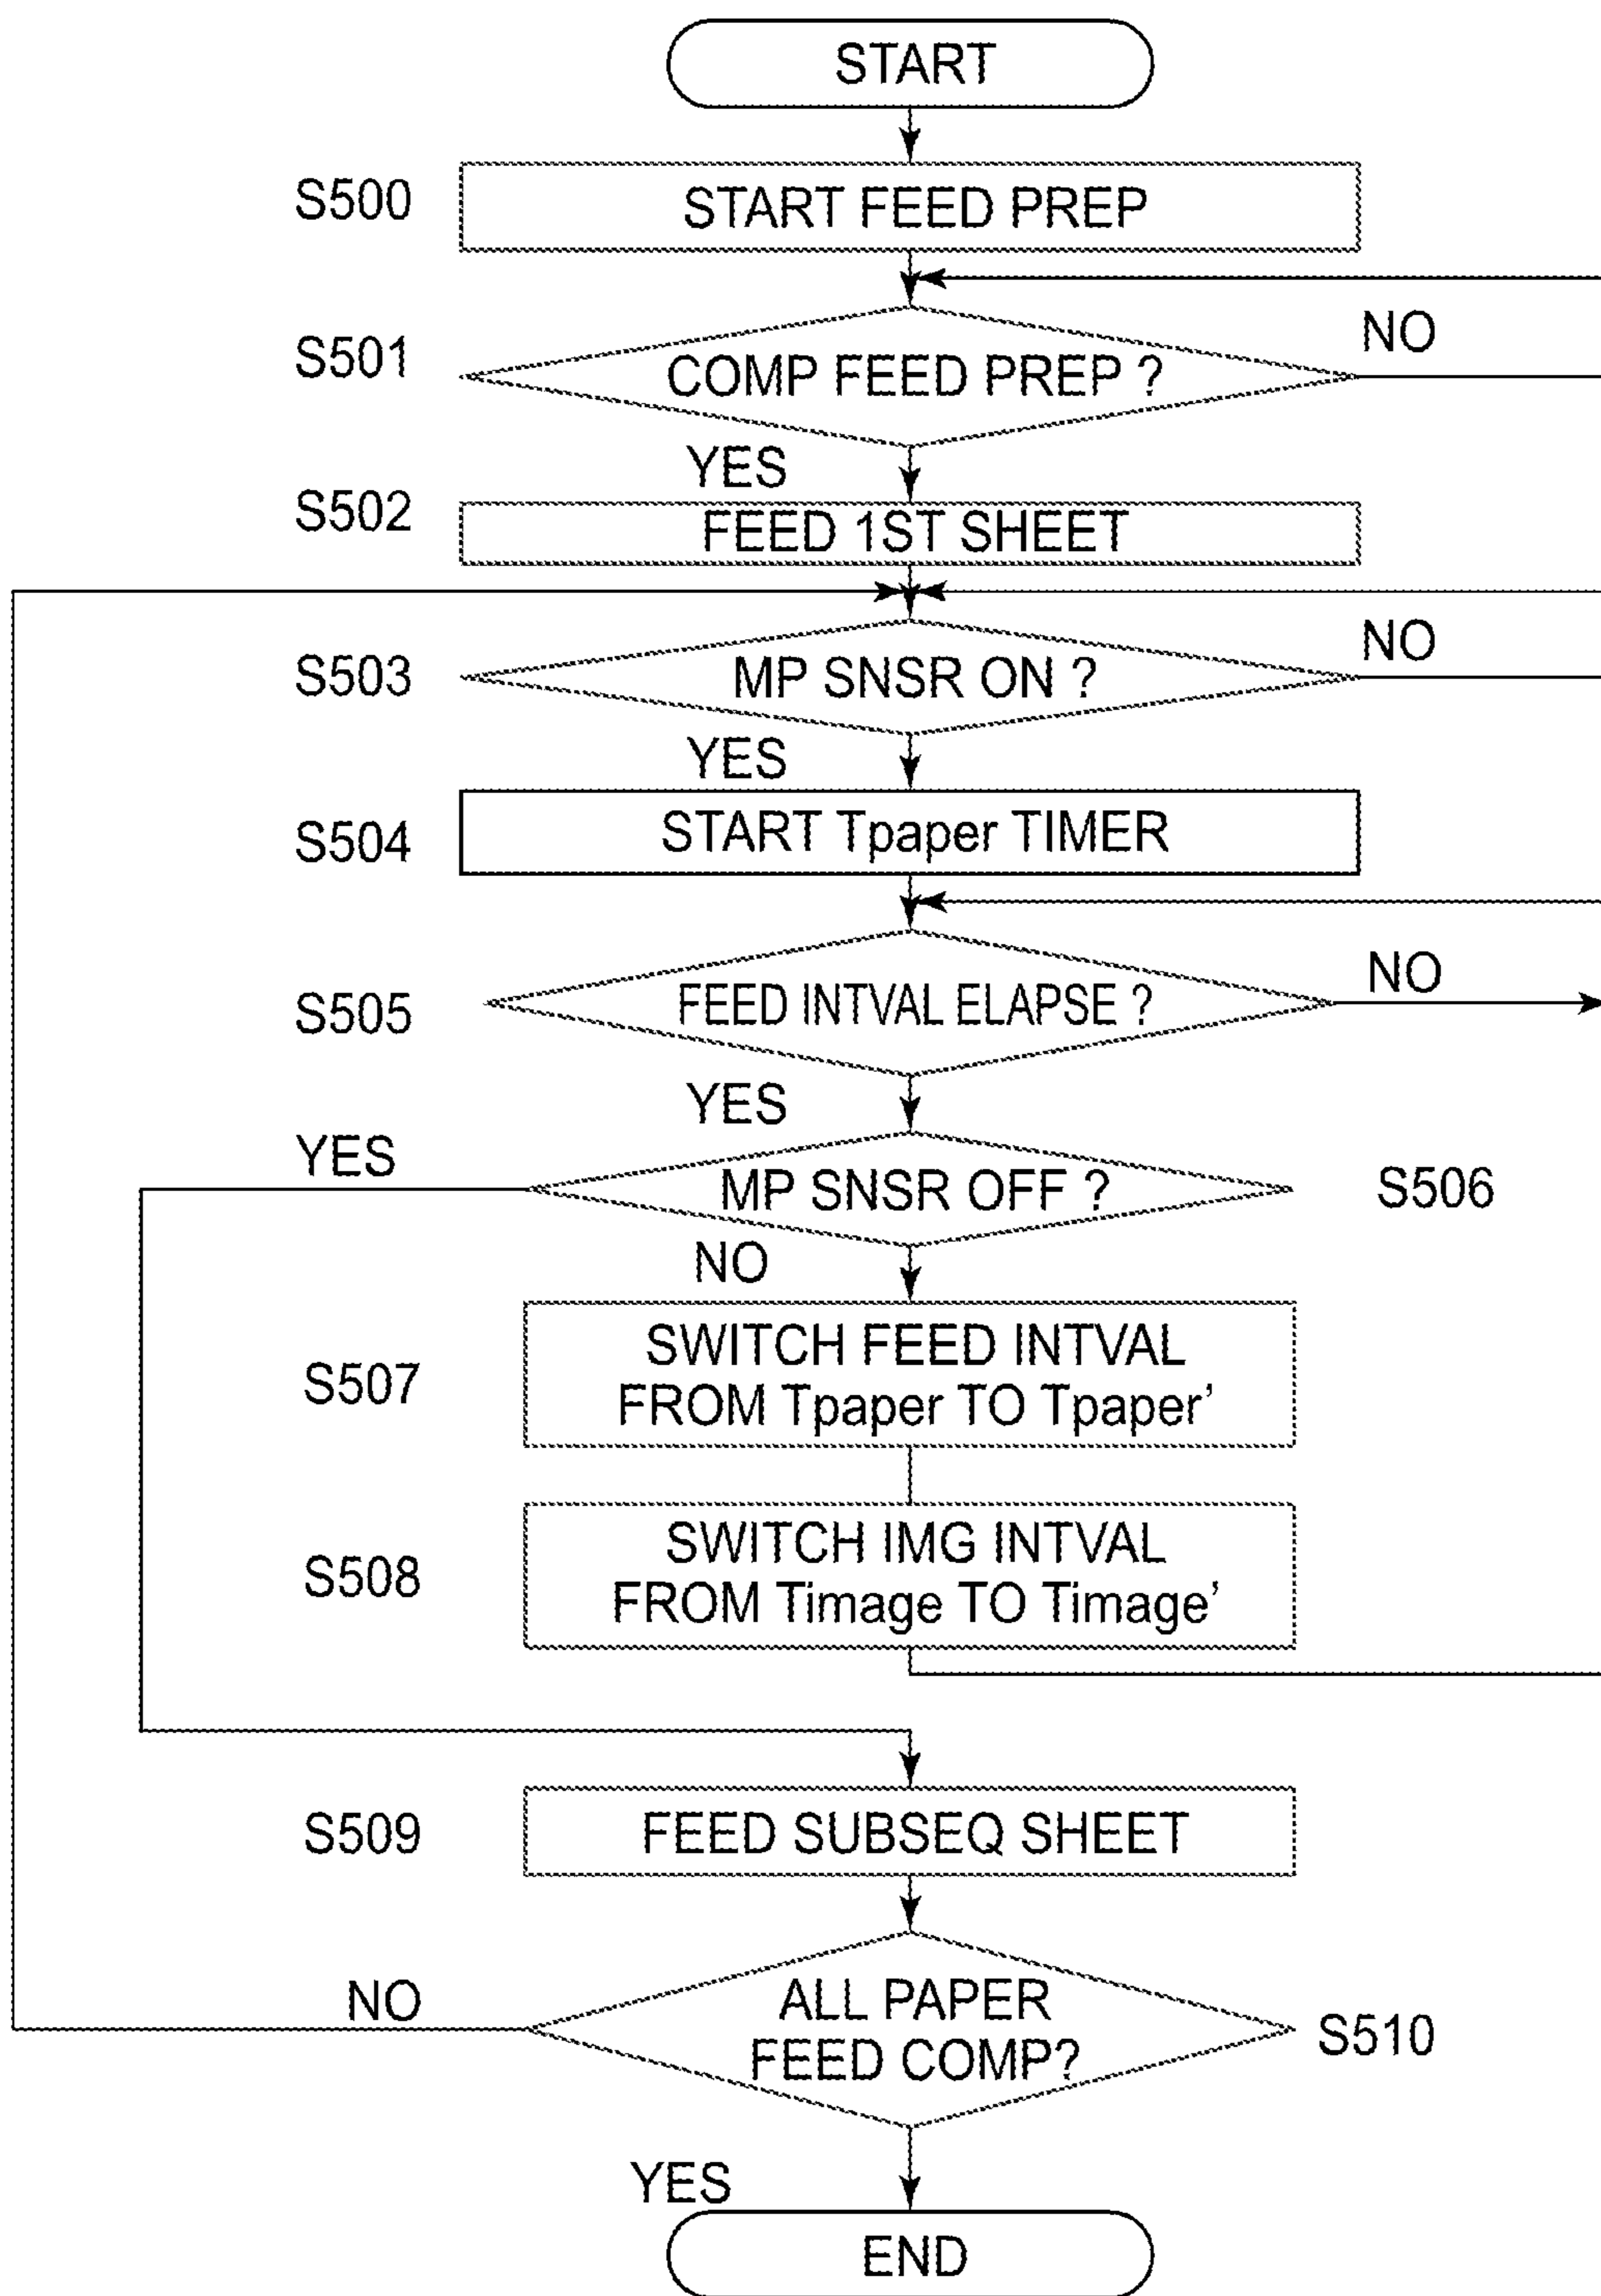 START
S500
START FEED PREP
S501
COMP FEED PREP ?
NO
YES
S502
FEED 1ST SHEET
S503
MP SNSR ON ?
NO
YES
S504
START Tpaper TIMER
S505
FEED INTVAL ELAPSE ?
NO
YES
YES
MP SNSR OFF ?
S506
NO
S507
SWITCH FEED INTVAL
FROM Tpaper TO Tpaper’
S508
SWITCH IMG INTVAL
FROM Timage TO Timage’
S509
FEED SUBSEQ SHEET
NO
ALL PAPER
FEED COMP?
S510
YES
END